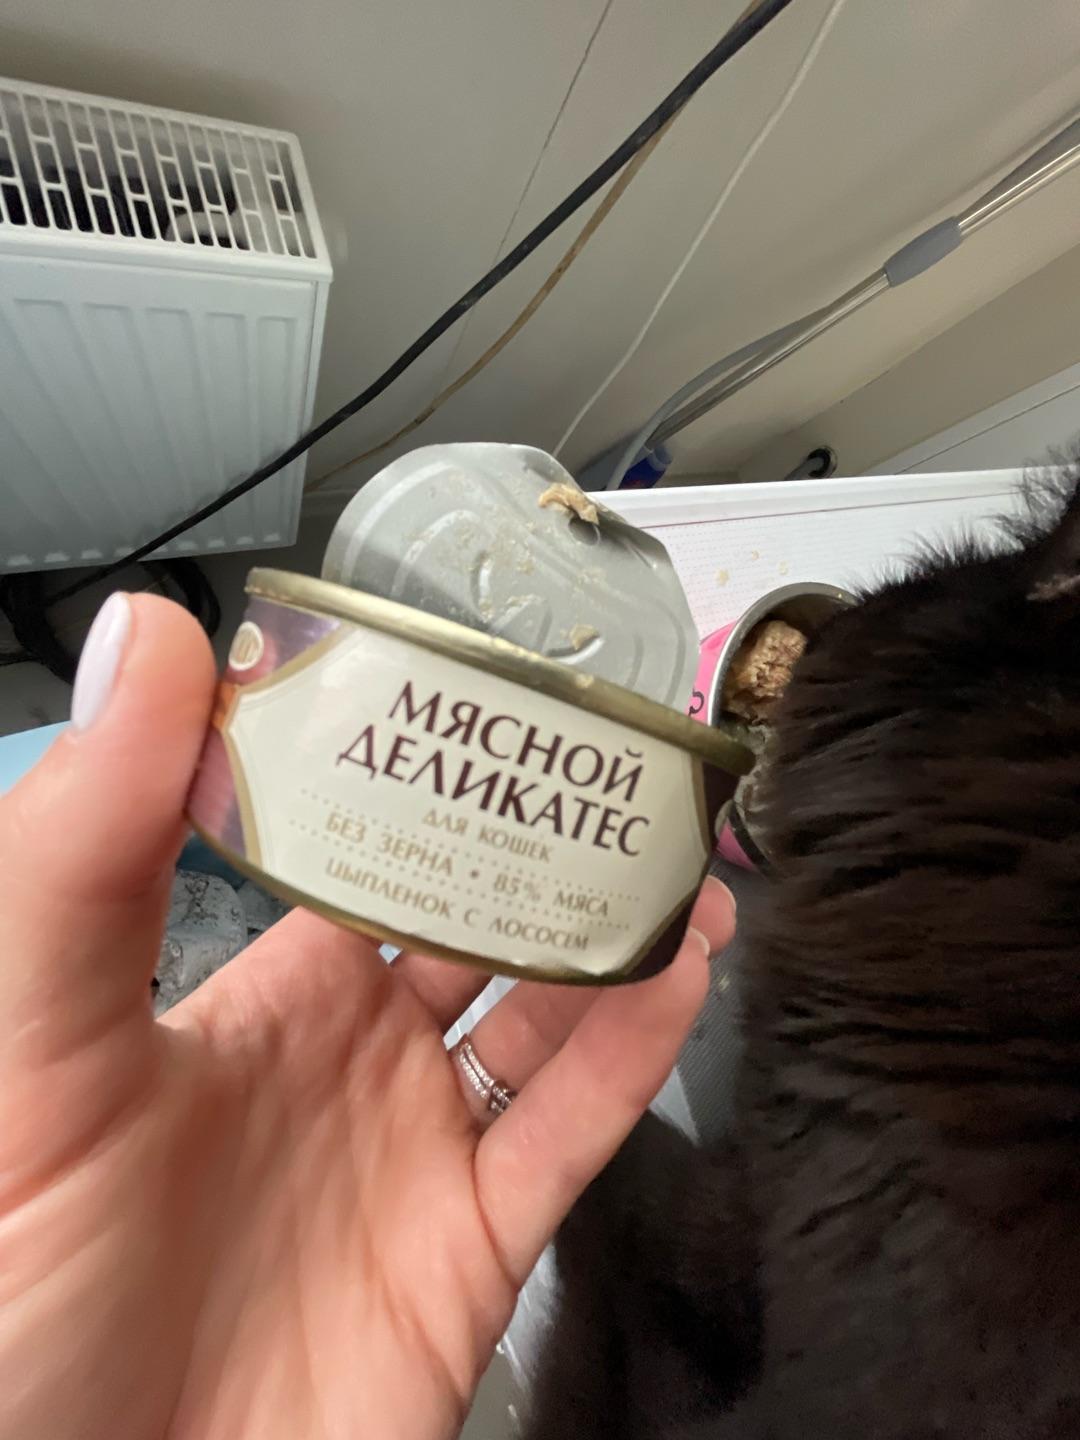 МЯСНОЙ
ДЕЛИКАТЕС
ДЛЯ КОШЕК
БЕЗ ЗЕРНА • 85% МЯСА
ЦЫПЛЕНОК С ЛОСОСЕМ